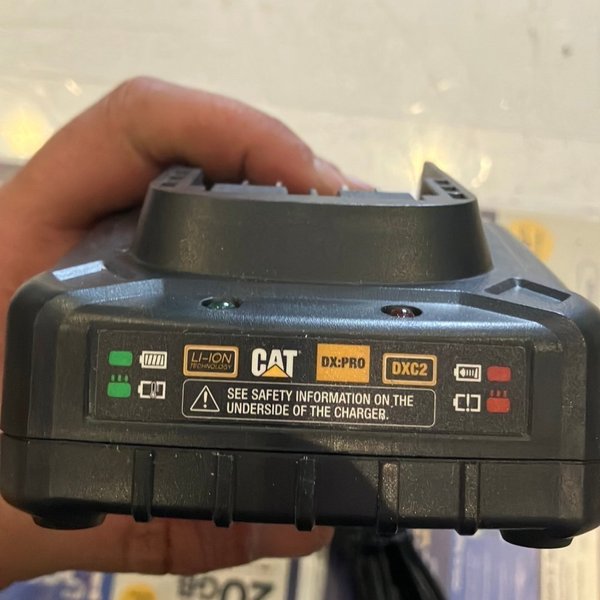 LI-ION
TECHNOLOGY
CAT
DX:PRO
DXC2
SEE SAFETY INFORMATION ON THE
UNDERSIDE OF THE CHARGER.
20GB